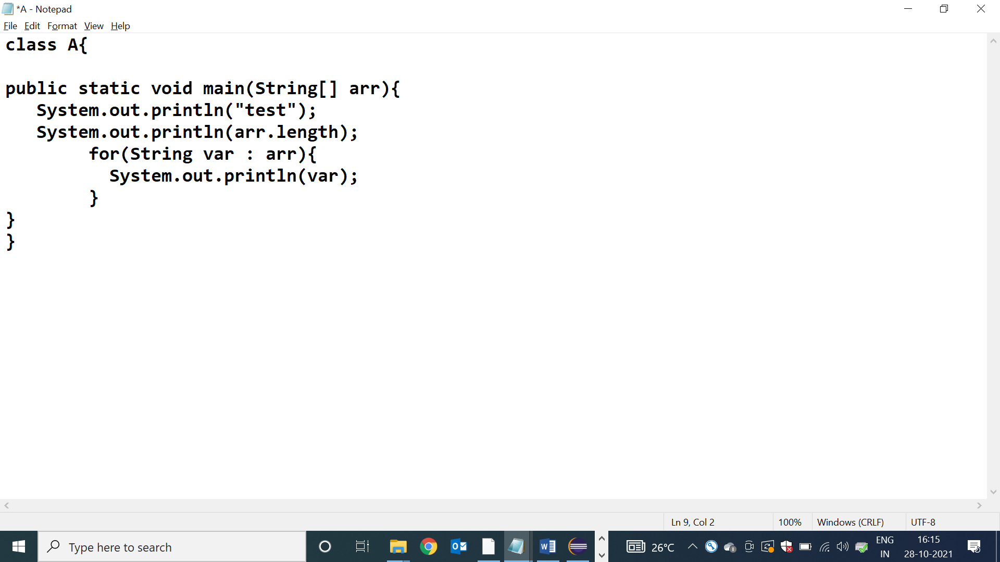 *A - Notepad
File Edit Format View Help
class A{
public static void main(String[] arr){
System.out.println("test");
System.out.println(arr.length);
for(String var : arr){
System.out.println(var);
}
}
}
Ln 9, Col 2 100% Windows (CRLF) UTF-8
Type here to search
26°C
ENG
IN
16:15
28-10-2021